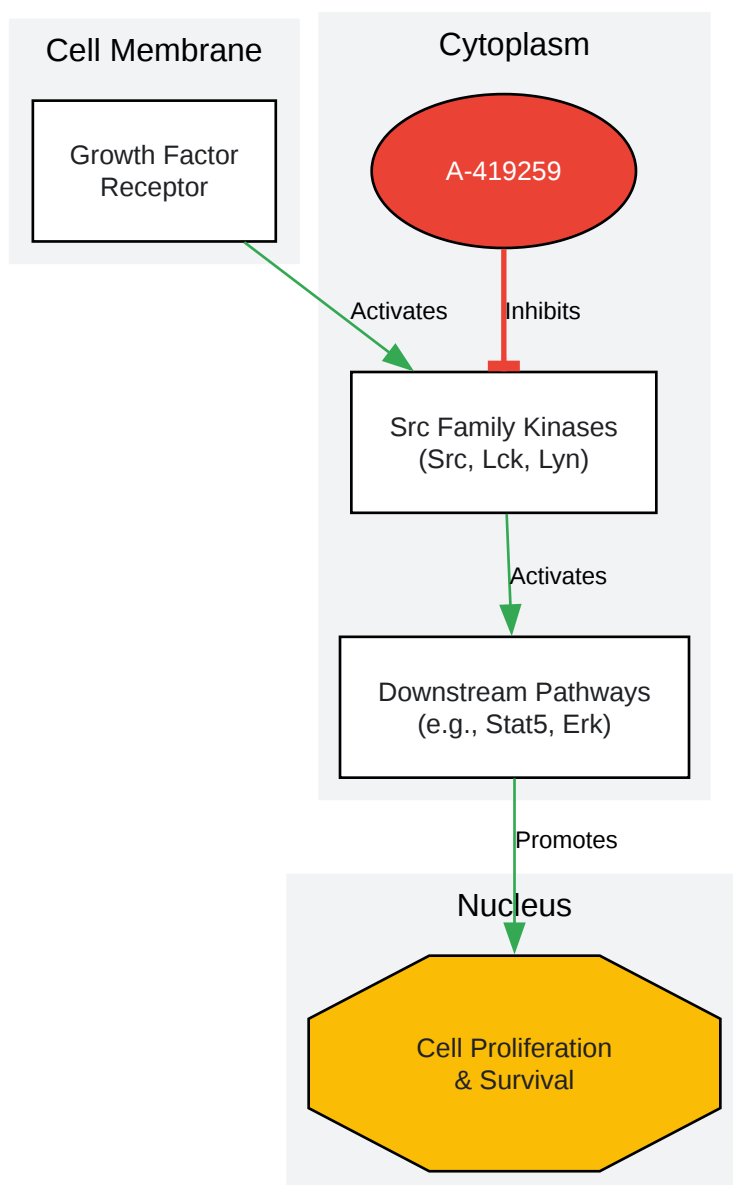 Cell Membrane
Growth Factor
Receptor
Cytoplasm
A-419259
Activates
Inhibits
Src Family Kinases
(Src, Lck, Lyn)
Activates
Downstream Pathways
(e.g., Stat5, Erk)
Promotes
Nucleus
Cell Proliferation
& Survival